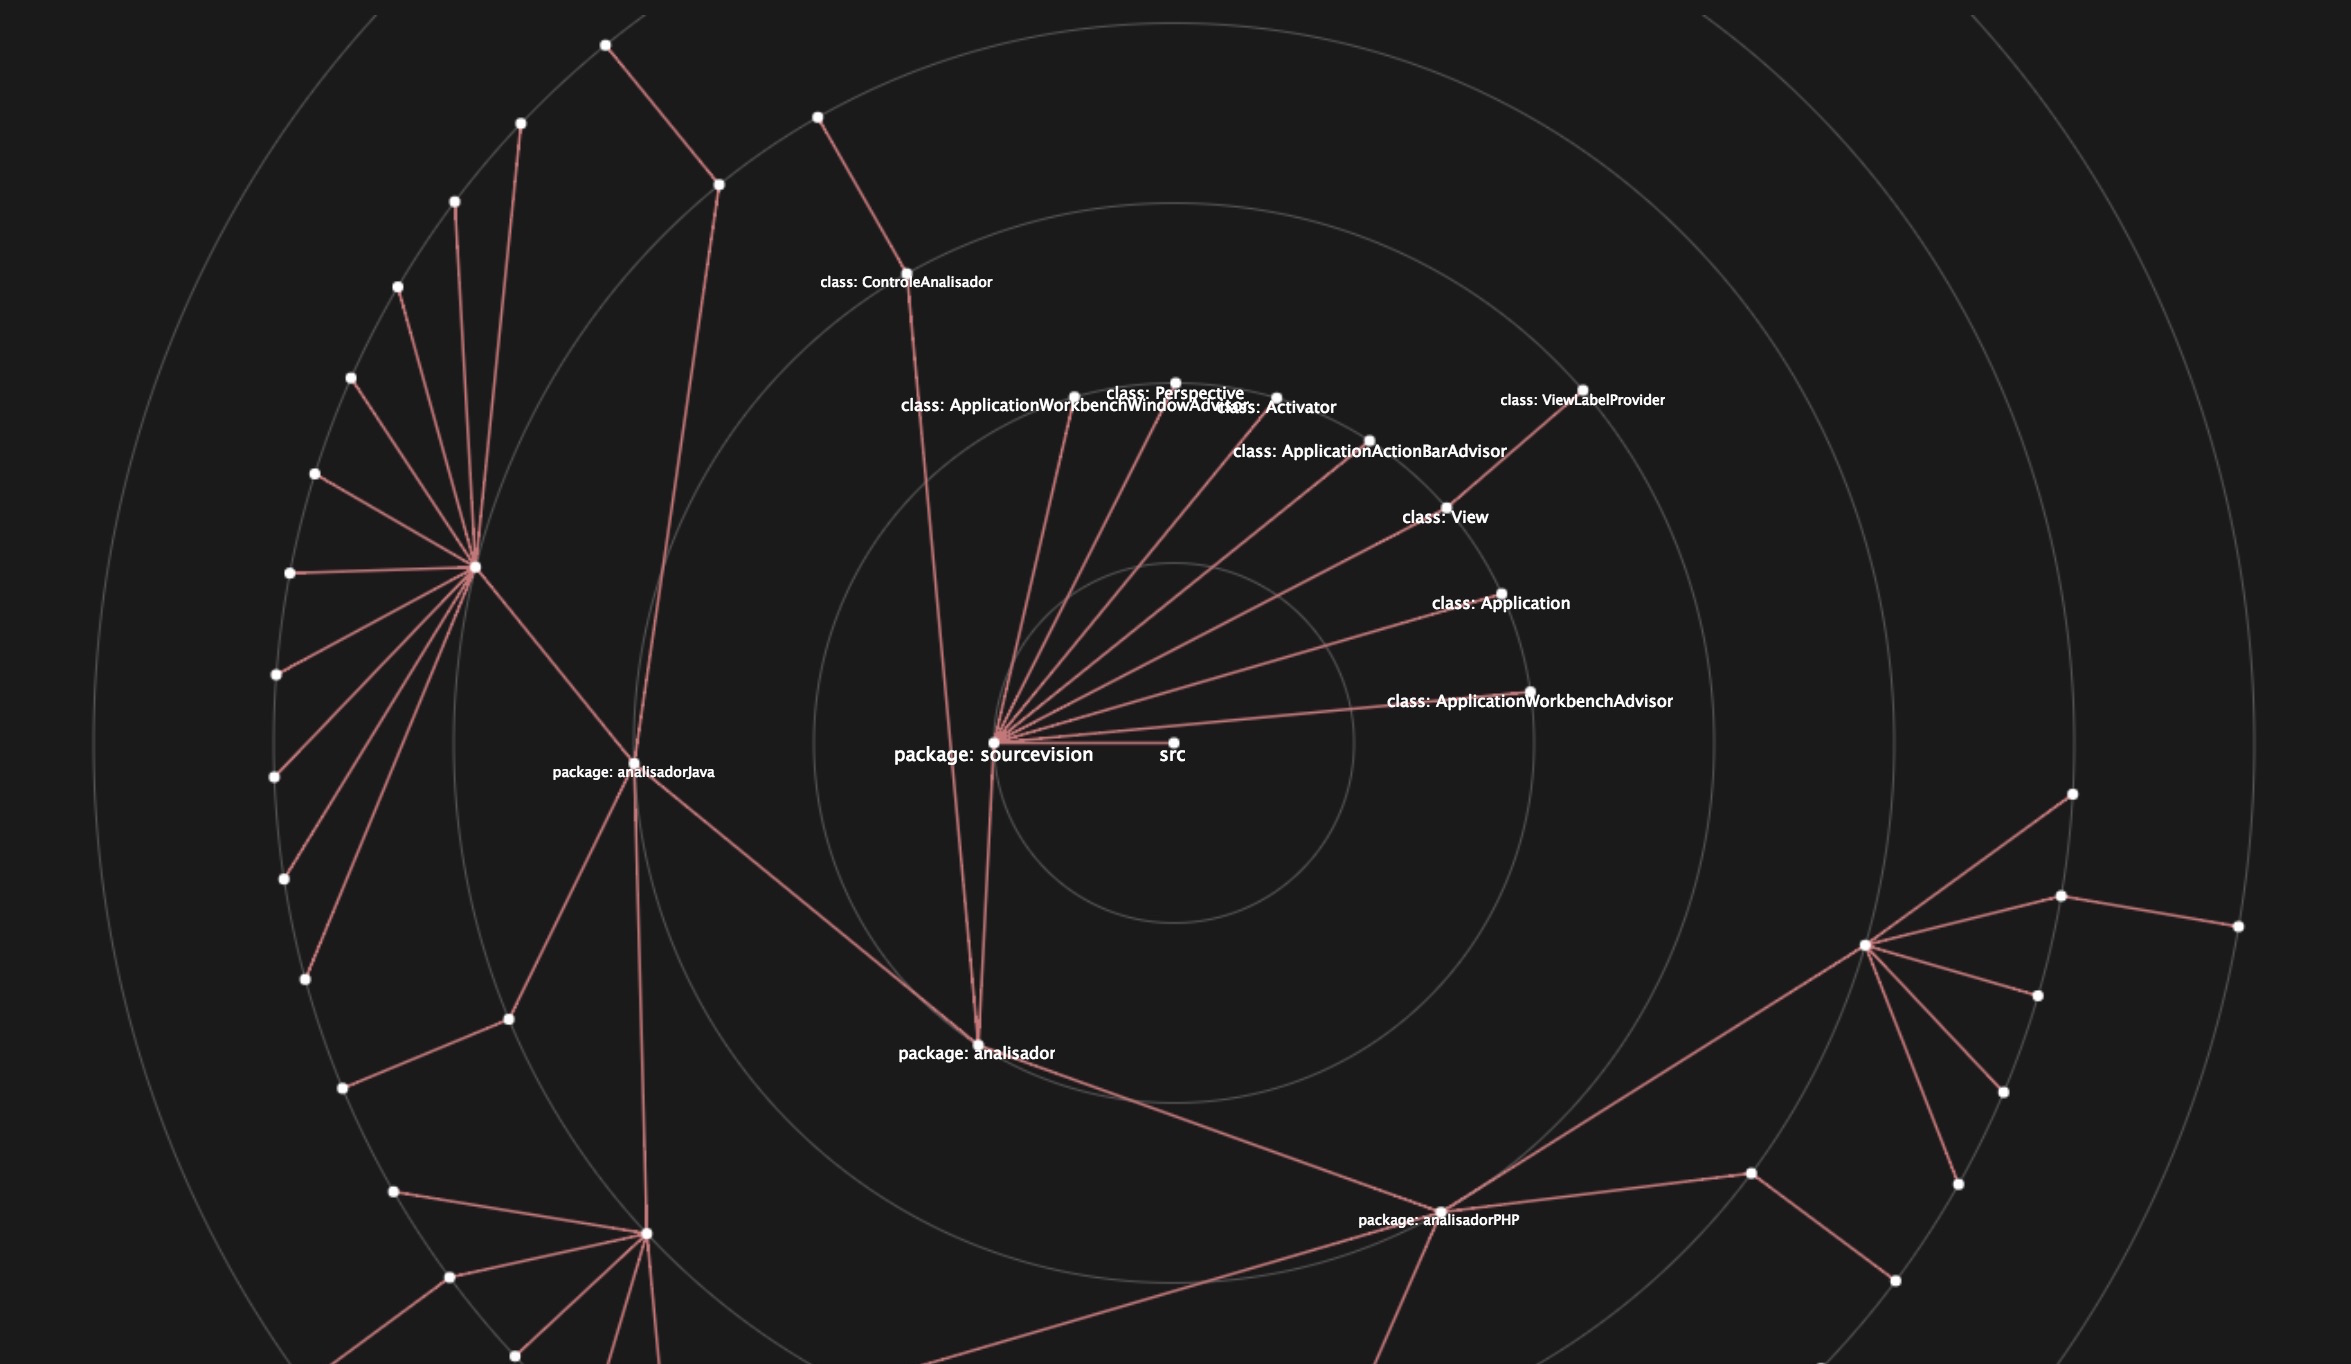 class: ControleAnalisador
class: Perspective
class: ViewLabelProvider
class: ApplicationWorkbenchWindowAdvisor
class: Activator
class: ApplicationActionBarAdvisor
class: View
class: Application
class: ApplicationWorkbenchAdvisor
package: sourcevision
src
package: analisadorJava
package: analisador
package: analisadorPHP